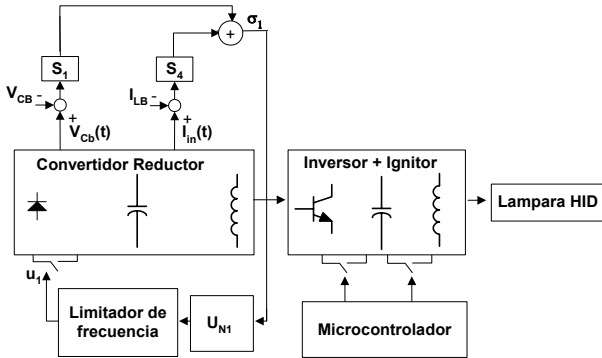 σ1
+
S1
S4
VCB -
ILB -
+
VCb(t)
+
Iin(t)
Convertidor Reductor
Inversor + Ignitor
Lampara HID
u1
Limitador de
frecuencia
UN1
Microcontrolador